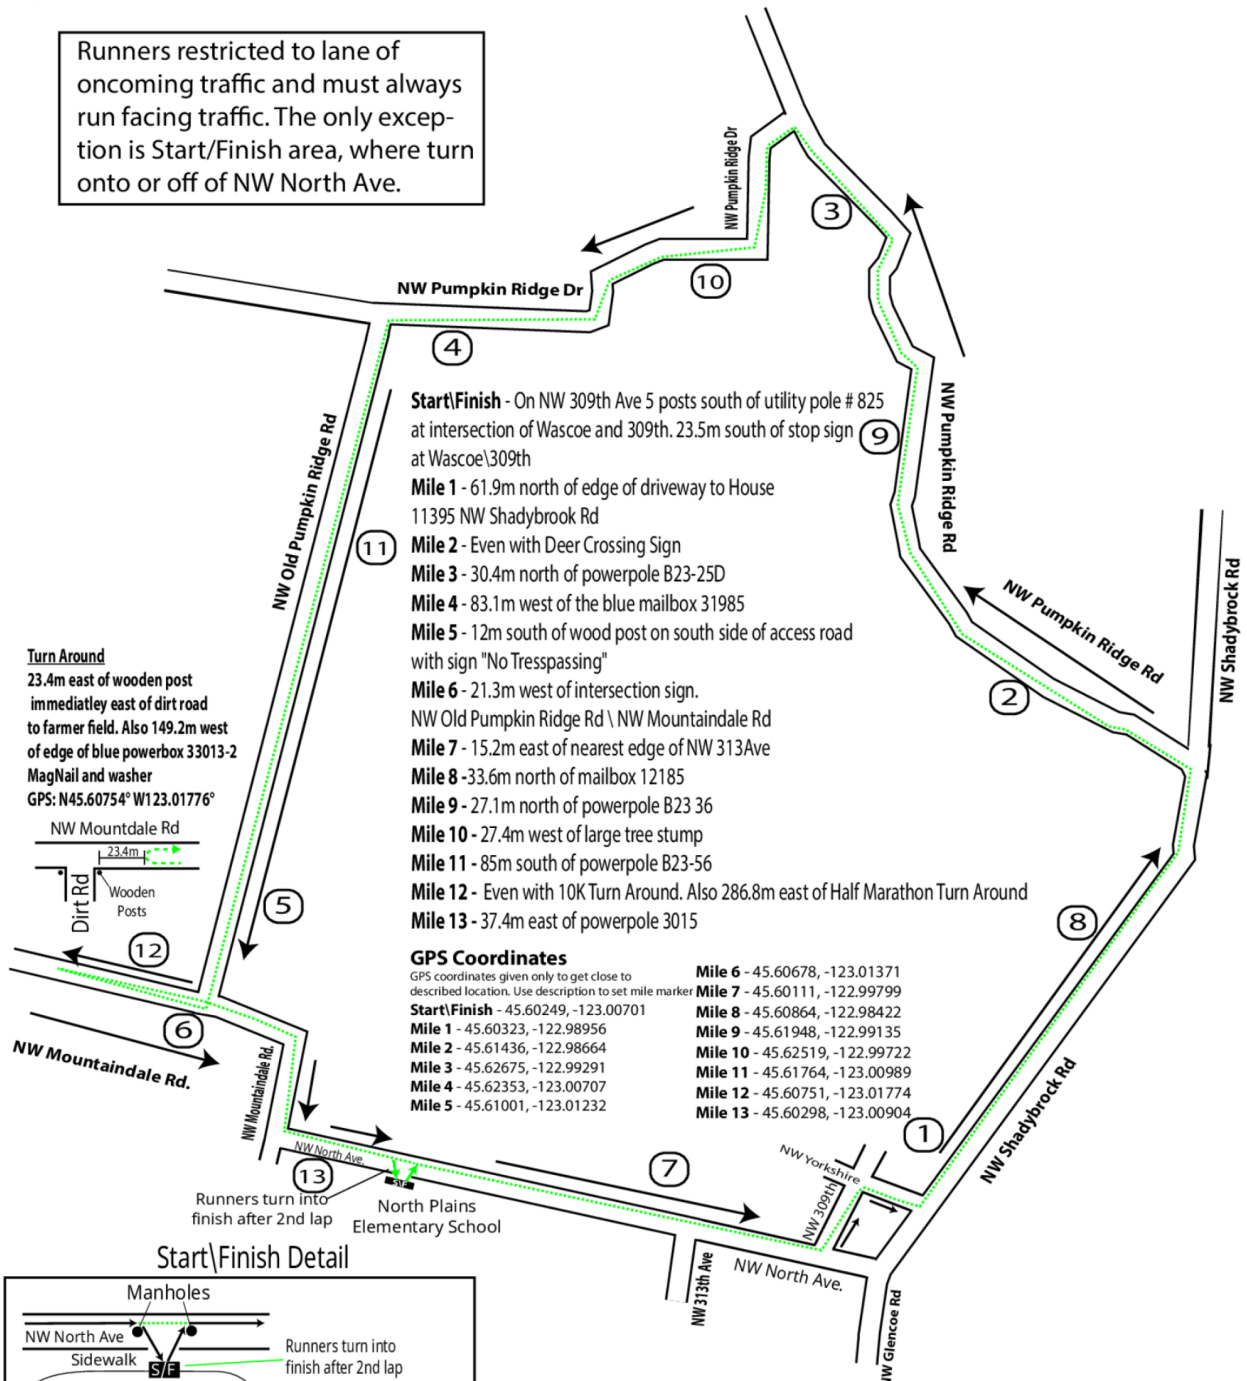 Runners restricted to lane of
oncoming traffic and must always
run facing traffic. The only excep-
tion is Start/Finish area, where turn
onto or off of NW North Ave.
NW Pumpkin Ridge Dr
3
10
NW Pumpkin Ridge Dr
4
Start\Finish - On NW 309th Ave 5 posts south of utility pole # 825
at intersection of Wascoe and 309th. 23.5m south of stop sign
at Wascoe\309th
Mile 1 - 61.9m north of edge of driveway to House
11395 NW Shadybrook Rd
Mile 2 - Even with Deer Crossing Sign
Mile 3 - 30.4m north of powerpole B23-25D
Mile 4 - 83.1m west of the blue mailbox 31985
Mile 5 - 12m south of wood post on south side of access road
with sign "No Tresspassing"
Mile 6 - 21.3m west of intersection sign.
NW Old Pumpkin Ridge Rd \ NW Mountaindale Rd
Mile 7 - 15.2m east of nearest edge of NW 313Ave
Mile 8 -33.6m north of mailbox 12185
Mile 9 - 27.1m north of powerpole B23 36
Mile 10 - 27.4m west of large tree stump
Mile 11 - 85m south of powerpole B23-56
Mile 12 - Even with 10K Turn Around. Also 286.8m east of Half Marathon Turn Around
Mile 13 - 37.4m east of powerpole 3015
9
NW Pumpkin Ridge Rd
NW Old Pumpkin Ridge Rd
11
NW Pumpkin Ridge Rd
NW Shadybrock Rd
2
Turn Around
23.4m east of wooden post
immediatley east of dirt road
to farmer field. Also 149.2m west
of edge of blue powerbox 33013-2
MagNail and washer
GPS: N45.60754° W123.01776°
NW Mountdale Rd
23.4m
Dirt Rd
Wooden
Posts
5
8
12
6
NW Mountaindale Rd.
GPS Coordinates
GPS coordinates given only to get close to
described location. Use description to set mile marker
Start\Finish - 45.60249, -123.00701
Mile 1 - 45.60323, -122.98956
Mile 2 - 45.61436, -122.98664
Mile 3 - 45.62675, -122.99291
Mile 4 - 45.62353, -123.00707
Mile 5 - 45.61001, -123.01232
Mile 6 - 45.60678, -123.01371
Mile 7 - 45.60111, -122.99799
Mile 8 - 45.60864, -122.98422
Mile 9 - 45.61948, -122.99135
Mile 10 - 45.62519, -122.99722
Mile 11 - 45.61764, -123.00989
Mile 12 - 45.60751, -123.01774
Mile 13 - 45.60298, -123.00904
NW Mountaindale Rd.
NW Shadybrock Rd
1
NW Yorkshire
NW 309th
7
NW North Ave.
13
S\F
Runners turn into
finish after 2nd lap
North Plains
Elementary School
NW North Ave.
NW 313th Ave
NW Glencoe Rd
Start\Finish Detail
Manholes
NW North Ave
Sidewalk
S/F
Runners turn into
finish after 2nd lap